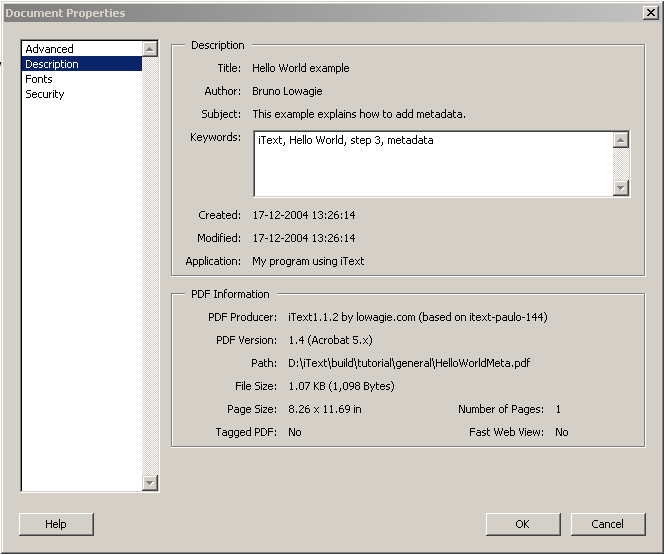 Document Properties
Advanced
Description
Fonts
Security
Description
Title: Hello World example
Author: Bruno Lowagie
Subject: This example explains how to add metadata.
Keywords: iText, Hello World, step 3, metadata
Created: 17-12-2004 13:26:14
Modified: 17-12-2004 13:26:14
Application: My program using iText
PDF Information
PDF Producer: iText1.1.2 by lowagie.com (based on itext-paulo-144)
PDF Version: 1.4 (Acrobat 5.x)
Path: D:\iText\build\tutorial\general\HelloWorldMeta.pdf
File Size: 1.07 KB (1,098 Bytes)
Page Size: 8.26 x 11.69 in Number of Pages: 1
Tagged PDF: No Fast Web View: No
Help OK Cancel